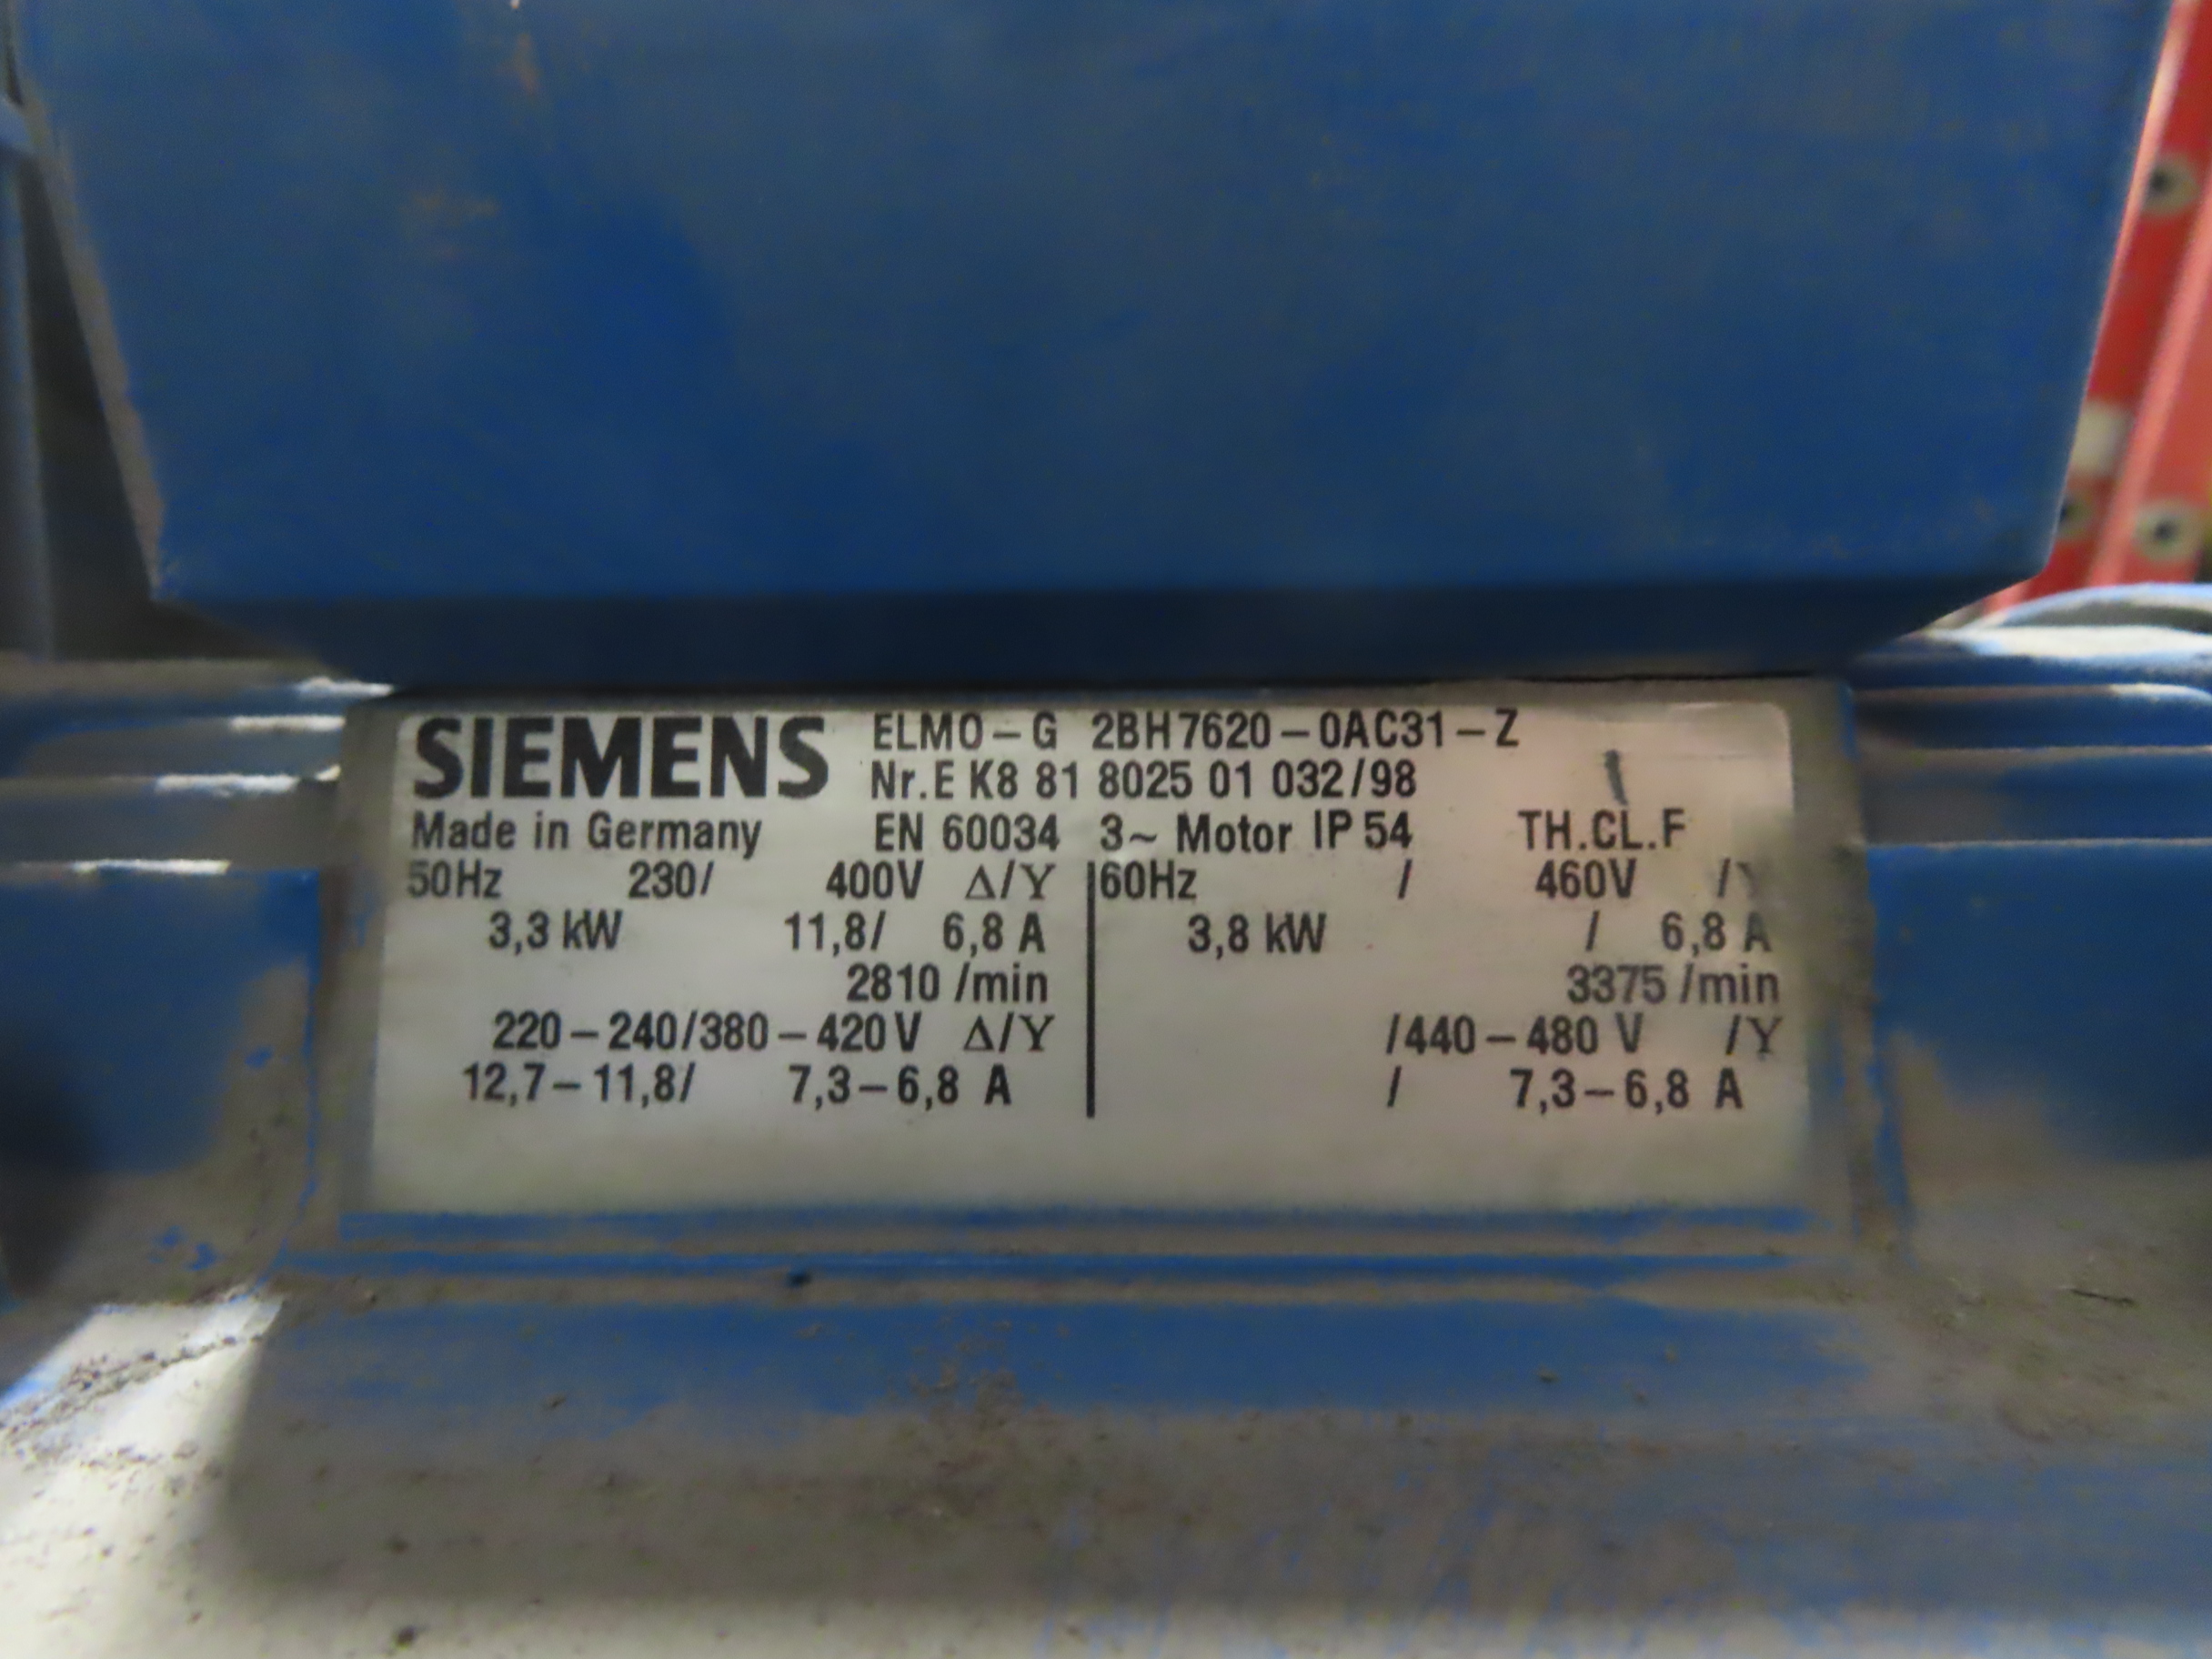 SIEMENS ELMO-G 2BH7620-0AC31-Z
Nr.E K8 81 8025 01 032/98
Made in Germany EN 60034 3~ Motor IP 54 TH.CL.F
50Hz 230/ 400V Δ/Y 60Hz / 460V /Y
3,3 kW 11,8/ 6,8 A 3,8 kW / 6,8 A
2810 /min 3375 /min
220-240/380-420V Δ/Y /440-480 V /Y
12,7-11,8/ 7,3-6,8 A / 7,3-6,8 A